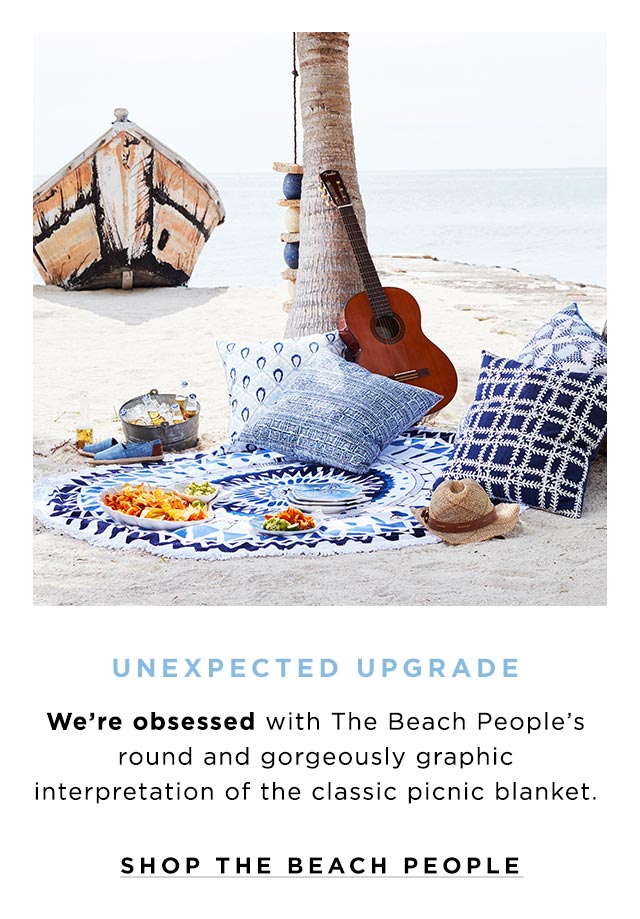 UNEXPECTED UPGRADE
We're obsessed with The Beach People's
round and gorgeously graphic
interpretation of the classic picnic blanket.
SHOP THE BEACH PEOPLE